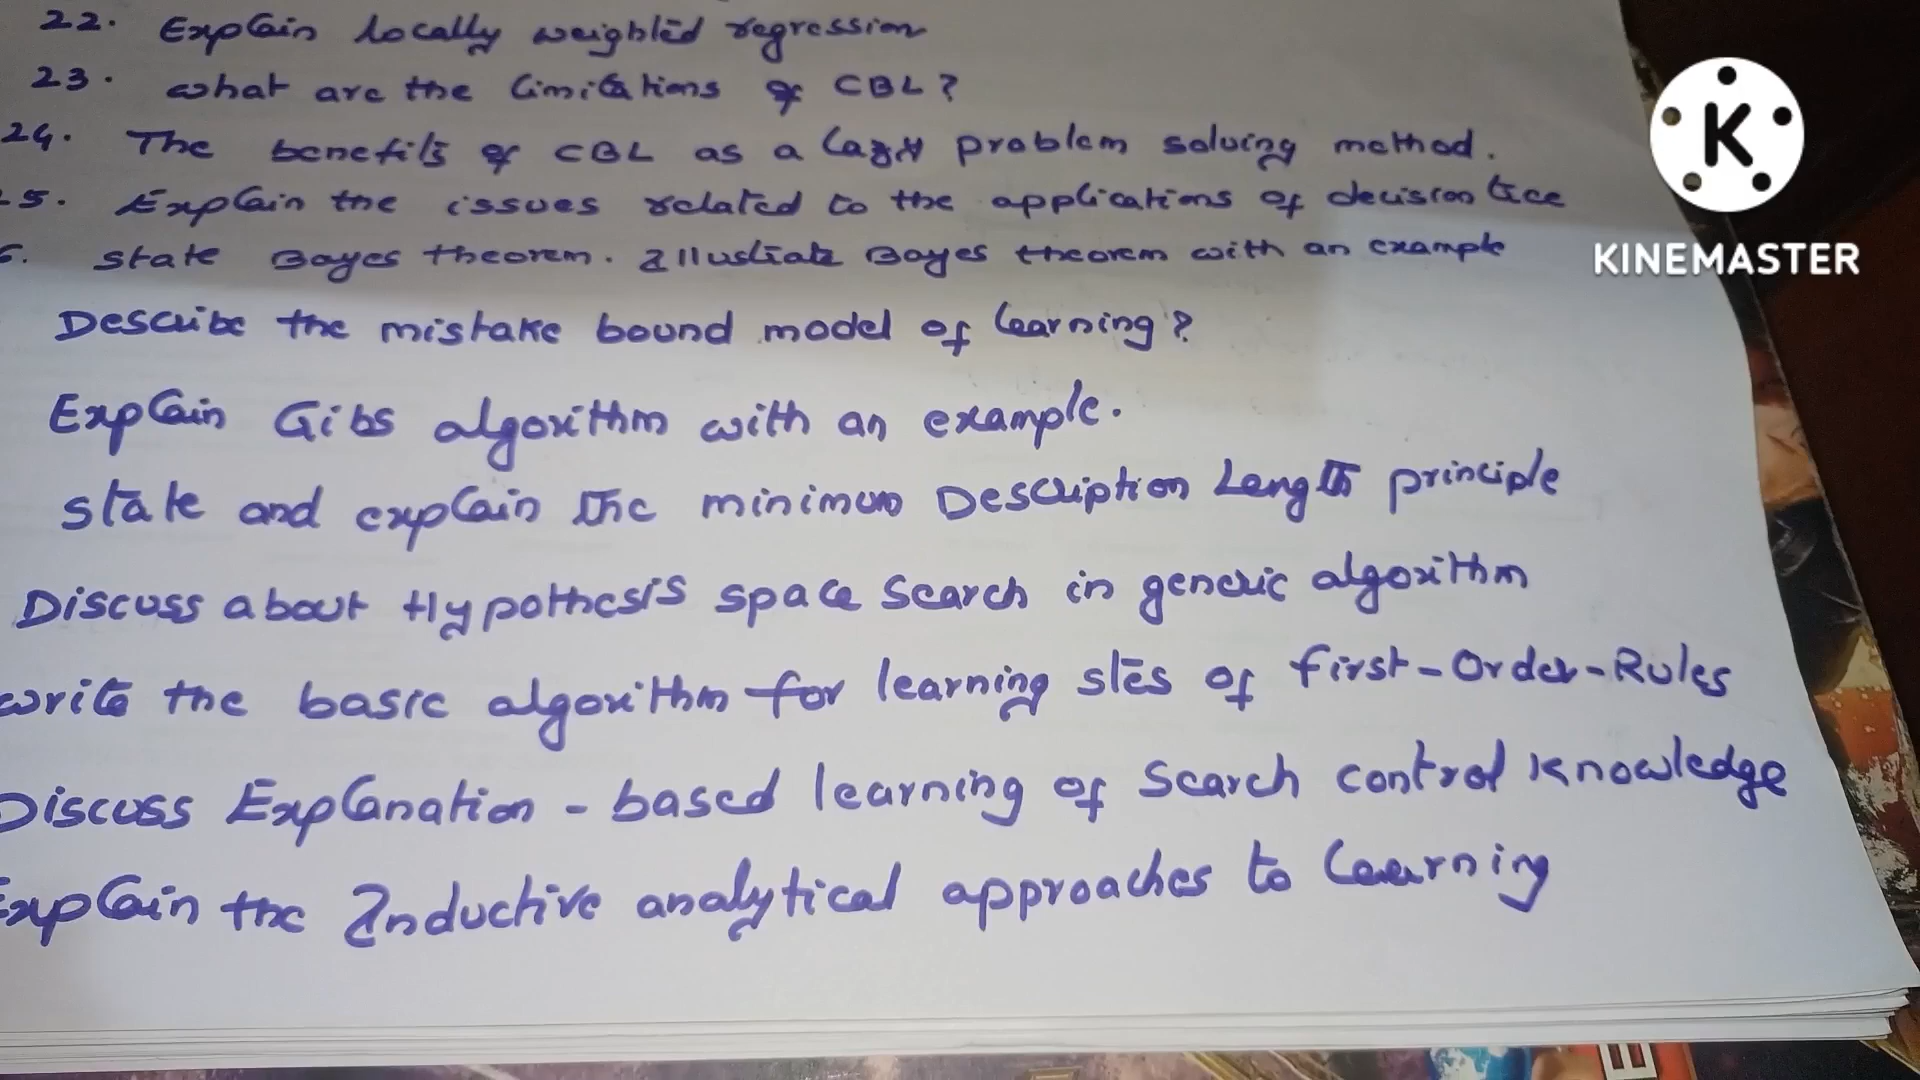 22. Explain locally weighted regression
23. what are the limitations of CBL?
24. The benefits of CBL as a lazy problem solving method.
5. Explain the issues related to the applications of decision tree
6. state Bayes theorem. Illustrate Bayes theorem with an example
Describe the mistake bound model of learning?
Explain Gibs algorithm with an example.
state and explain the minimum Description Length principle
Discuss about Hypothesis space search in generic algorithm
write the basic algorithm for learning stes of first-Order-Rules
Discuss Explanation-based learning of search control knowledge
Explain the Inductive analytical approaches to learning
K
KINEMASTER
E